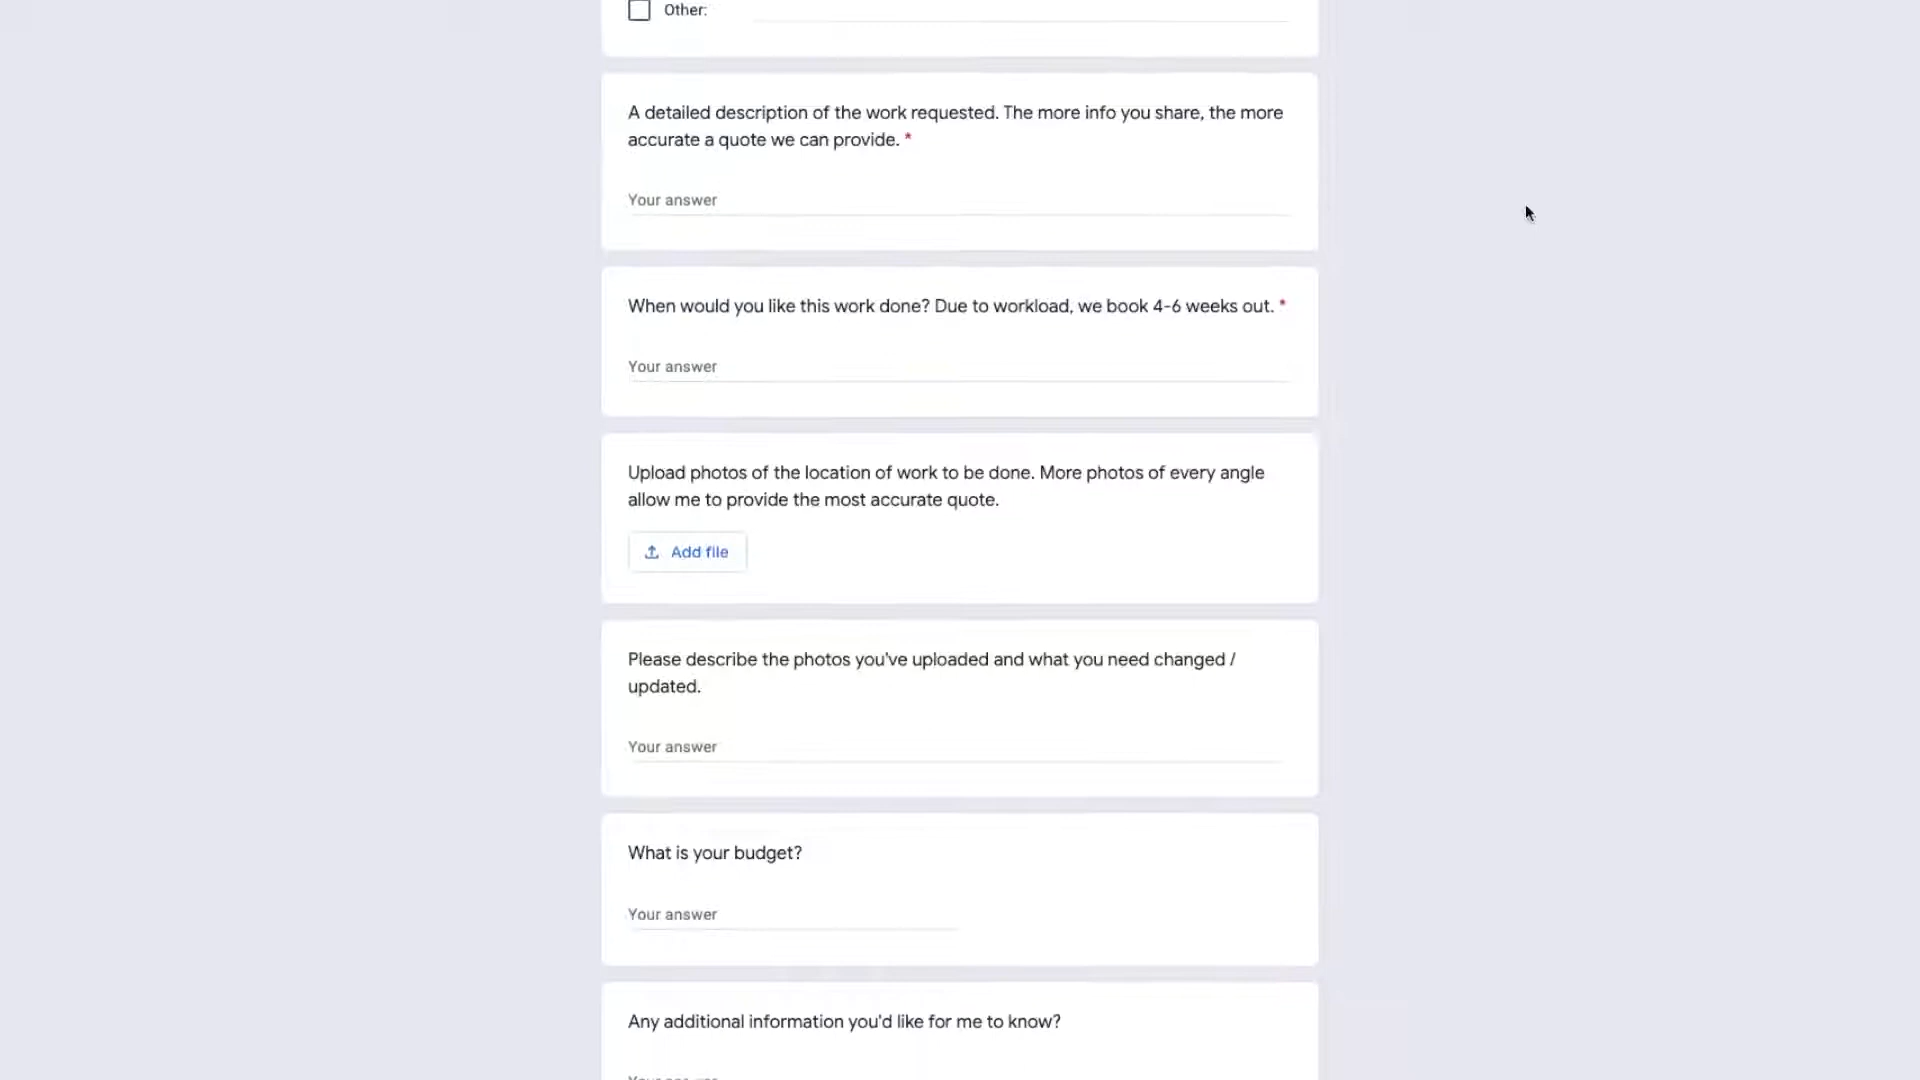 Other:
A detailed description of the work requested. The more info you share, the more
accurate a quote we can provide. *
Your answer
When would you like this work done? Due to workload, we book 4-6 weeks out. *
Your answer
Upload photos of the location of work to be done. More photos of every angle
allow me to provide the most accurate quote.
Add file
Please describe the photos you've uploaded and what you need changed /
updated.
Your answer
What is your budget?
Your answer
Any additional information you'd like for me to know?